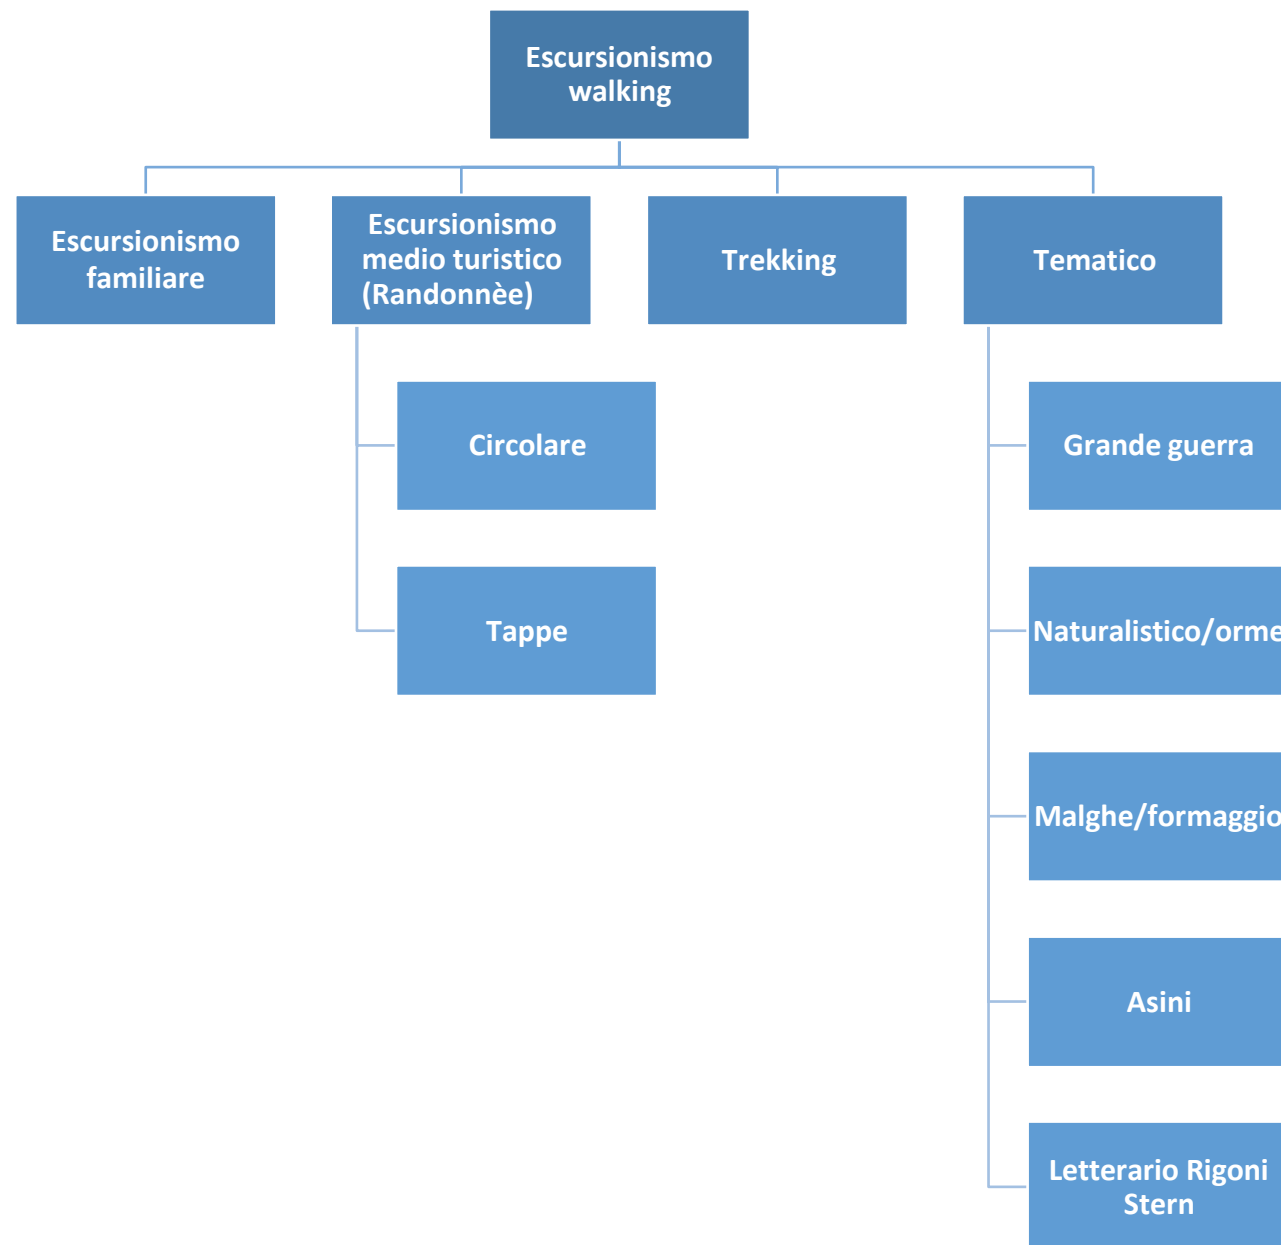 Escursionismo
walking
Escursionismo
familiare
Escursionismo
medio turistico
(Randonnèe)
Trekking
Tematico
Circolare
Tappe
Grande guerra
Naturalistico/orme
Malghe/formaggio
Asini
Letterario Rigoni
Stern